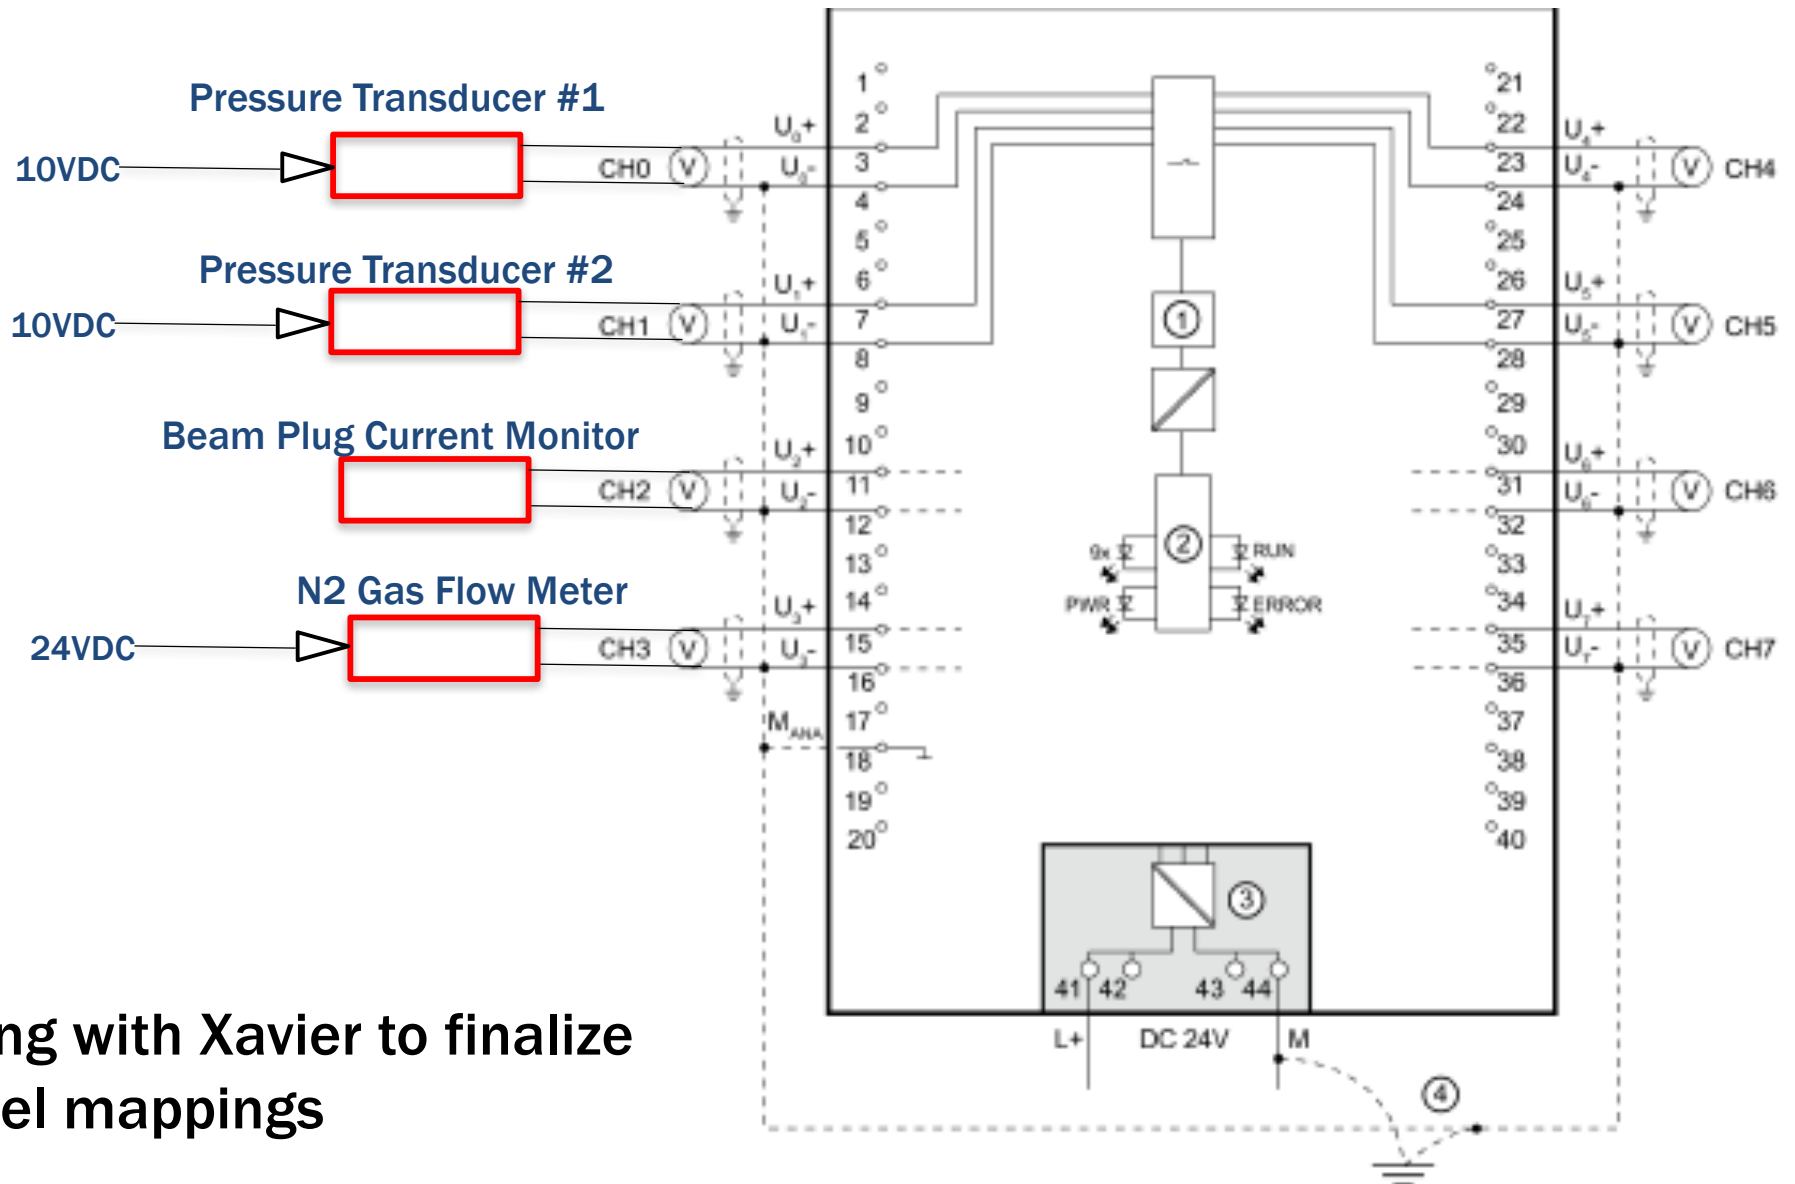 Pressure Transducer #1
10VDC
CH0 V
U0+
U0-
Pressure Transducer #2
10VDC
CH1 V
U1+
U1-
Beam Plug Current Monitor
CH2 V
U2+
U2-
N2 Gas Flow Meter
24VDC
CH3 V
U3+
U3-
MANA
1
2
3
4
5
6
7
8
9
10
11
12
13
14
15
16
17
18
19
20
1
2
9x
RUN
PWR
ERROR
3
41 42 43 44
L+ DC 24V M
4
21
22
23
24
25
26
27
28
29
30
31
32
33
34
35
36
37
38
39
40
U4+
U4-
V CH4
U5+
U5-
V CH5
U6+
U6-
V CH6
U7+
U7-
V CH7
ng with Xavier to finalize
el mappings